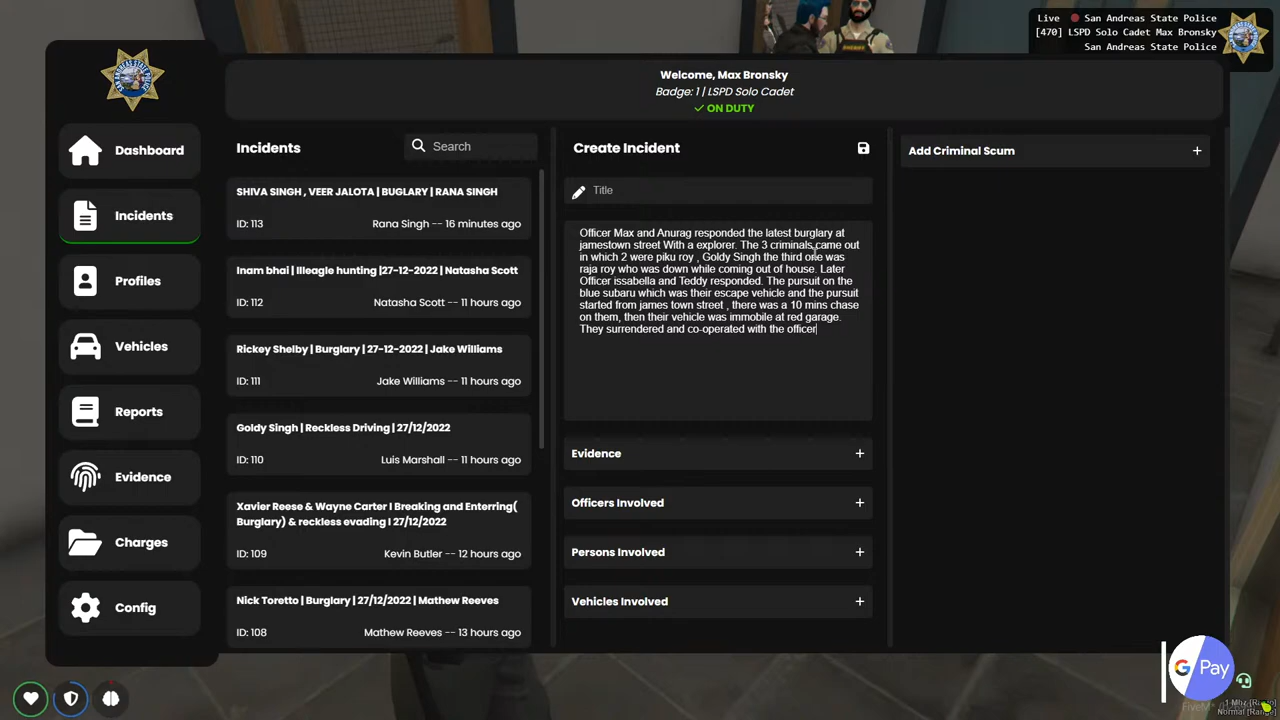 Live San Andreas State Police
[470] LSPD Solo Cadet Max Bronsky
San Andreas State Police
Welcome, Max Bronsky
Badge: 1 | LSPD Solo Cadet
ON DUTY
Dashboard
Incidents
Profiles
Vehicles
Reports
Evidence
Charges
Config
Incidents
Search
SHIVA SINGH , VEER JALOTA | BUGLARY | RANA SINGH
ID: 113 Rana Singh -- 16 minutes ago
Inam bhai | Illeagle hunting |27-12-2022 | Natasha Scott
ID: 112 Natasha Scott -- 11 hours ago
Rickey Shelby | Burglary | 27-12-2022 | Jake Williams
ID: 111 Jake Williams -- 11 hours ago
Goldy Singh | Reckless Driving | 27/12/2022
ID: 110 Luis Marshall -- 11 hours ago
Xavier Reese & Wayne Carter I Breaking and Enterring(
Burglary) & reckless evading I 27/12/2022
ID: 109 Kevin Butler -- 12 hours ago
Nick Toretto | Burglary | 27/12/2022 | Mathew Reeves
ID: 108 Mathew Reeves -- 13 hours ago
Create Incident
Title
Officer Max and Anurag responded the latest burglary at
jamestown street With a explorer. The 3 criminals came out
in which 2 were piku roy , Goldy Singh the third one was
raja roy who was down while coming out of house. Later
Officer issabella and Teddy responded. The pursuit on the
blue subaru which was their escape vehicle and the pursuit
started from james town street , there was a 10 mins chase
on them, then their vehicle was immobile at red garage.
They surrendered and co-operated with the officer
Evidence
Officers Involved
Persons Involved
Vehicles Involved
Add Criminal Scum
G Pay